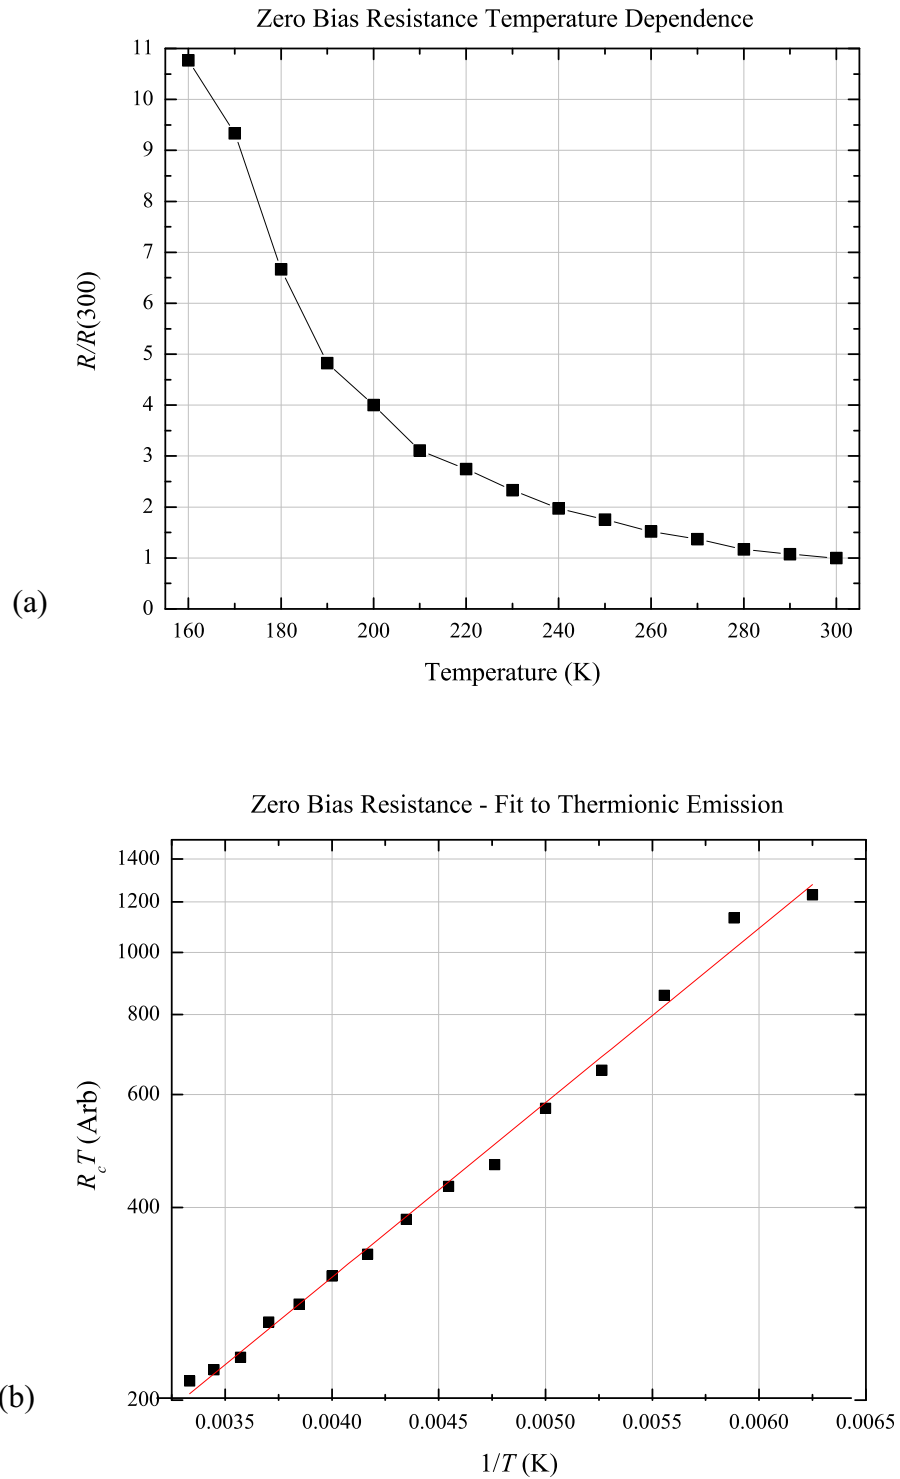 Zero Bias Resistance Temperature Dependence
11
10
9
8
7
6
5
4
3
2
1
0
R/R(300)
(a)
160 180 200 220 240 260 280 300
Temperature (K)
Zero Bias Resistance - Fit to Thermionic Emission
1400
1200
1000
800
600
400
200
RcT (Arb)
(b)
0.0035 0.0040 0.0045 0.0050 0.0055 0.0060 0.0065
1/T (K)